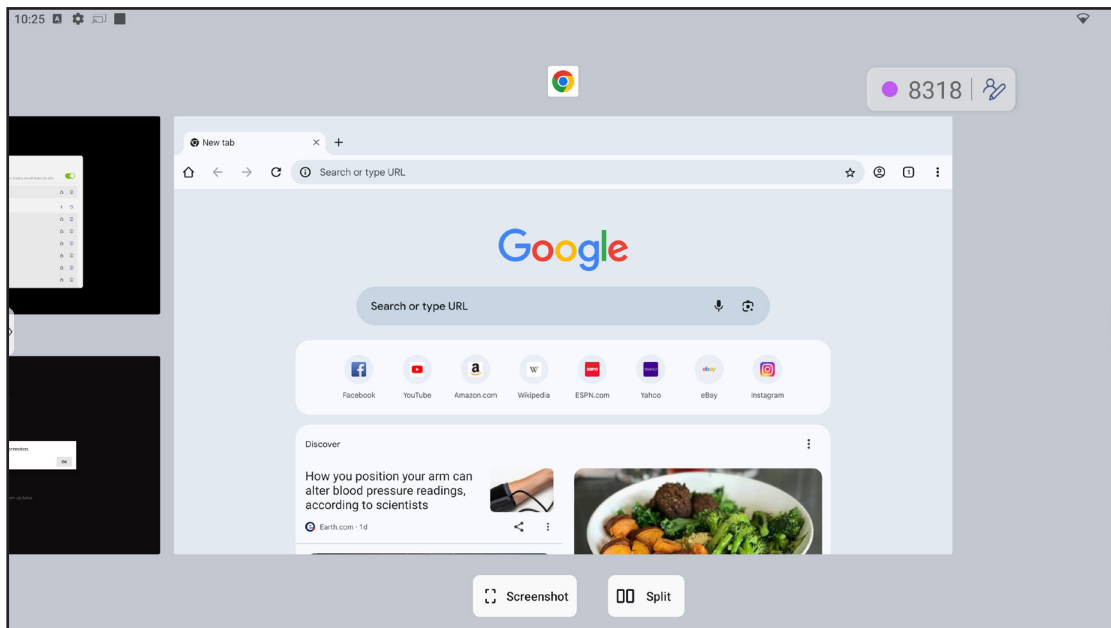 10:25
8318
New tab
Search or type URL
1
Google
Search or type URL
Facebook YouTube Amazon.com Wikipedia ESPN.com Yahoo eBay Instagram
Discover
How you position your arm can
alter blood pressure readings,
according to scientists
Earth.com · 1d
OK
Screenshot Split